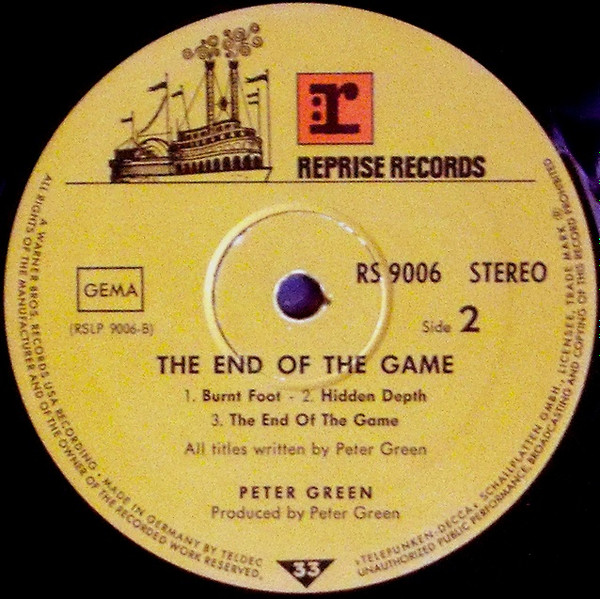 r
REPRISE RECORDS
RS 9006 STEREO
GEMA
(RSLP 9006-B)
Side 2
THE END OF THE GAME
1. Burnt Foot - 2. Hidden Depth
3. The End Of The Game
All titles written by Peter Green
PETER GREEN
Produced by Peter Green
33
A WARNER BROS. RECORDS USA RECORDING · MADE IN GERMANY BY TELDEC
»TELEFUNKEN-DECCA« SCHALLPLATTEN GMBH, LICENSEE, TRADE MARK ®
ALL RIGHTS OF THE MANUFACTURER AND OF THE OWNER OF THE RECORDED WORK RESERVED.
UNAUTHORIZED PUBLIC PERFORMANCE, BROADCASTING AND COPYING OF THIS RECORD PROHIBITED